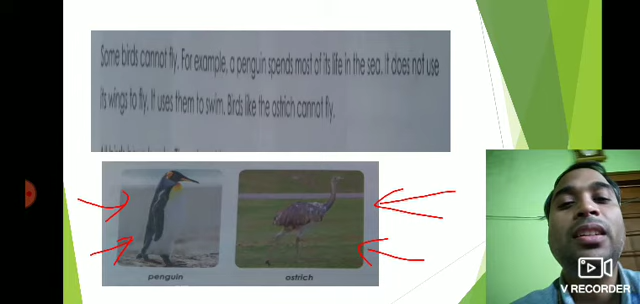 Some birds cannot fly. For example, a penguin spends most of its life in the sea. It does not use
its wings to fly. It uses them to swim. Birds like the ostrich cannot fly.
penguin
ostrich
V RECORDER